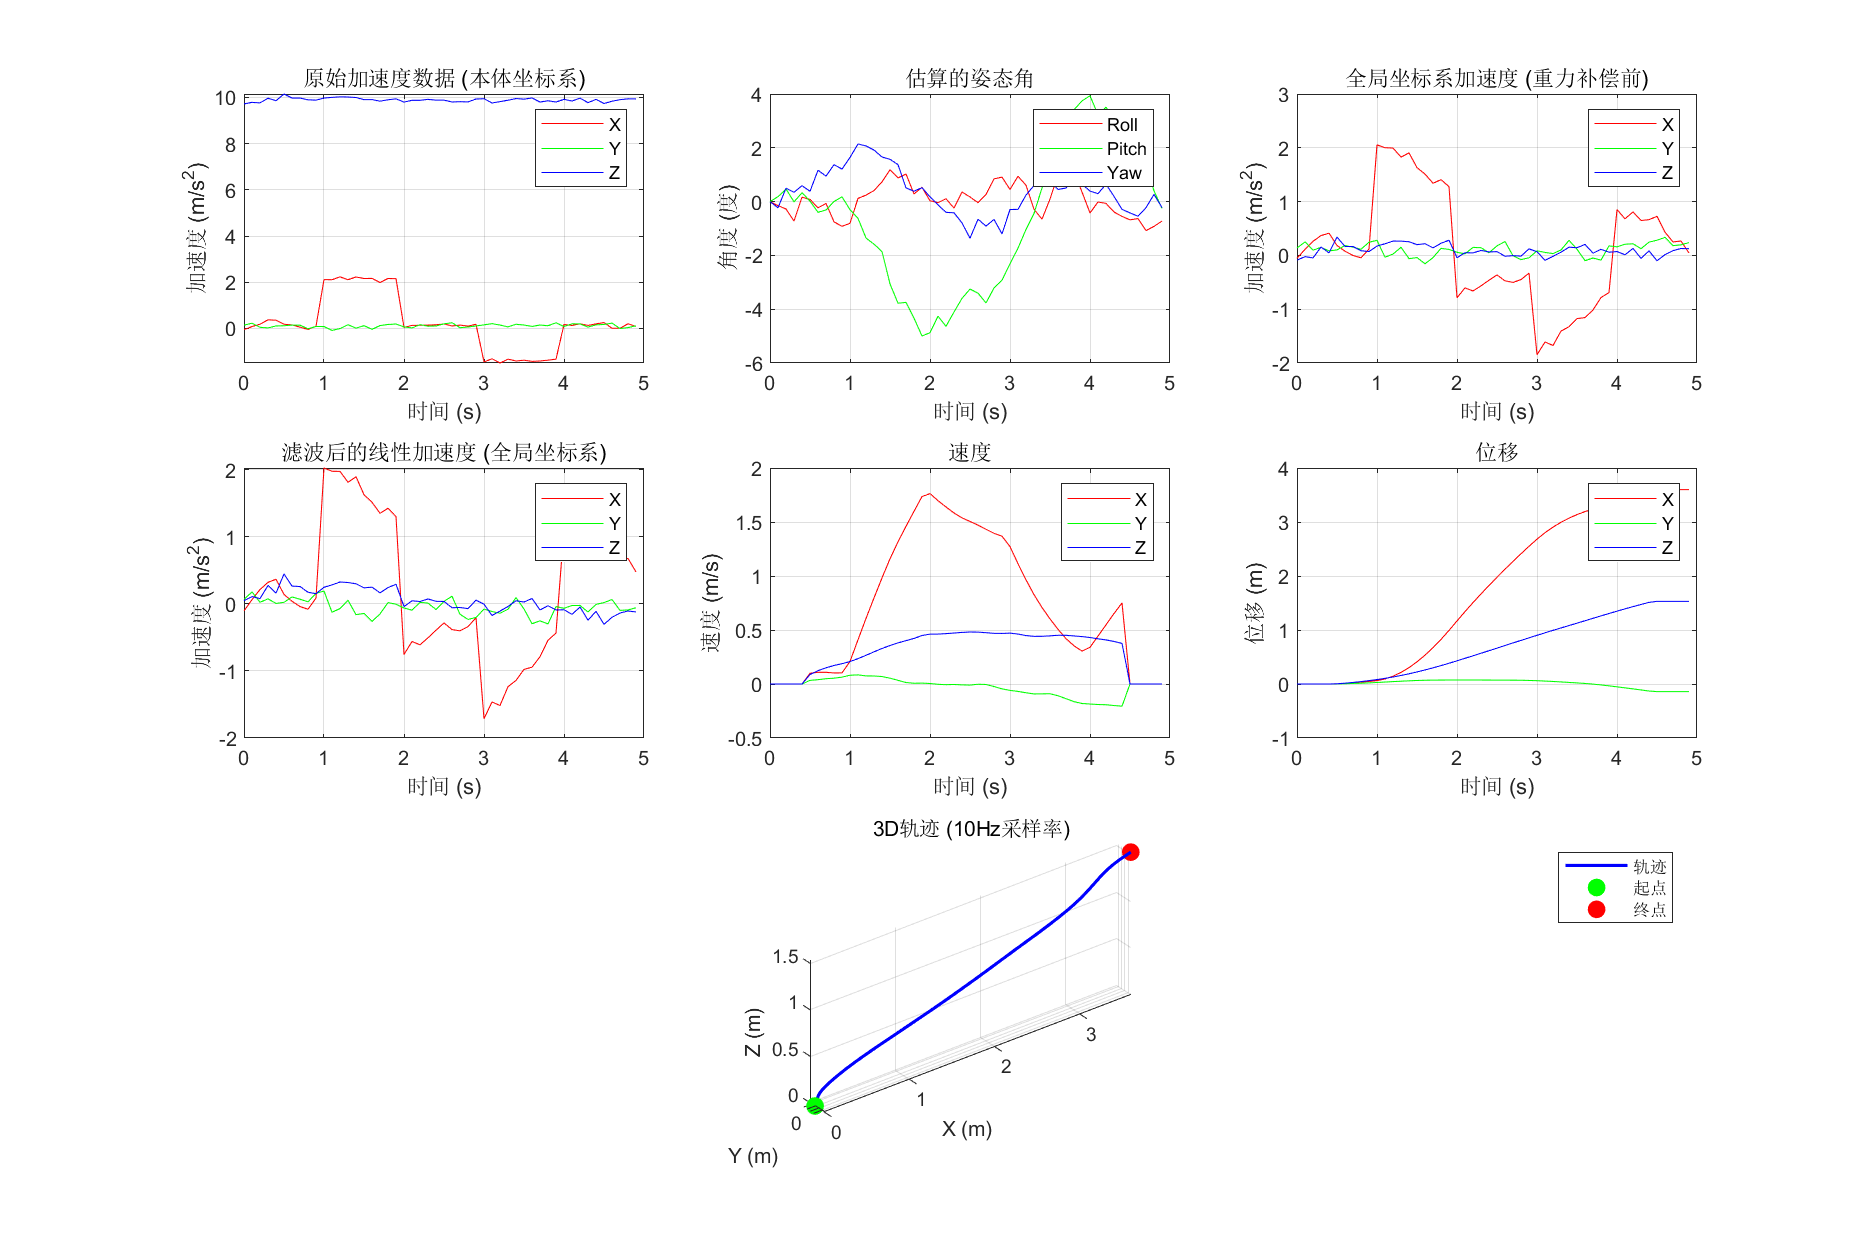 原始加速度数据 (本体坐标系)
加速度 (m/s²)
10
8
6
4
2
0
X
Y
Z
0 1 2 3 4 5
时间 (s)
估算的姿态角
角度 (度)
4
2
0
-2
-4
-6
Roll
Pitch
Yaw
0 1 2 3 4 5
时间 (s)
全局坐标系加速度 (重力补偿前)
加速度 (m/s²)
3
2
1
0
-1
-2
X
Y
Z
0 1 2 3 4 5
时间 (s)
滤波后的线性加速度 (全局坐标系)
加速度 (m/s²)
2
1
0
-1
-2
X
Y
Z
0 1 2 3 4 5
时间 (s)
速度
速度 (m/s)
2
1.5
1
0.5
0
-0.5
X
Y
Z
0 1 2 3 4 5
时间 (s)
位移
位移 (m)
4
3
2
1
0
-1
X
Y
Z
0 1 2 3 4 5
时间 (s)
3D轨迹 (10Hz采样率)
Z (m)
1.5
1
0.5
0
0
Y (m)
0
1
2
3
X (m)
轨迹
起点
终点